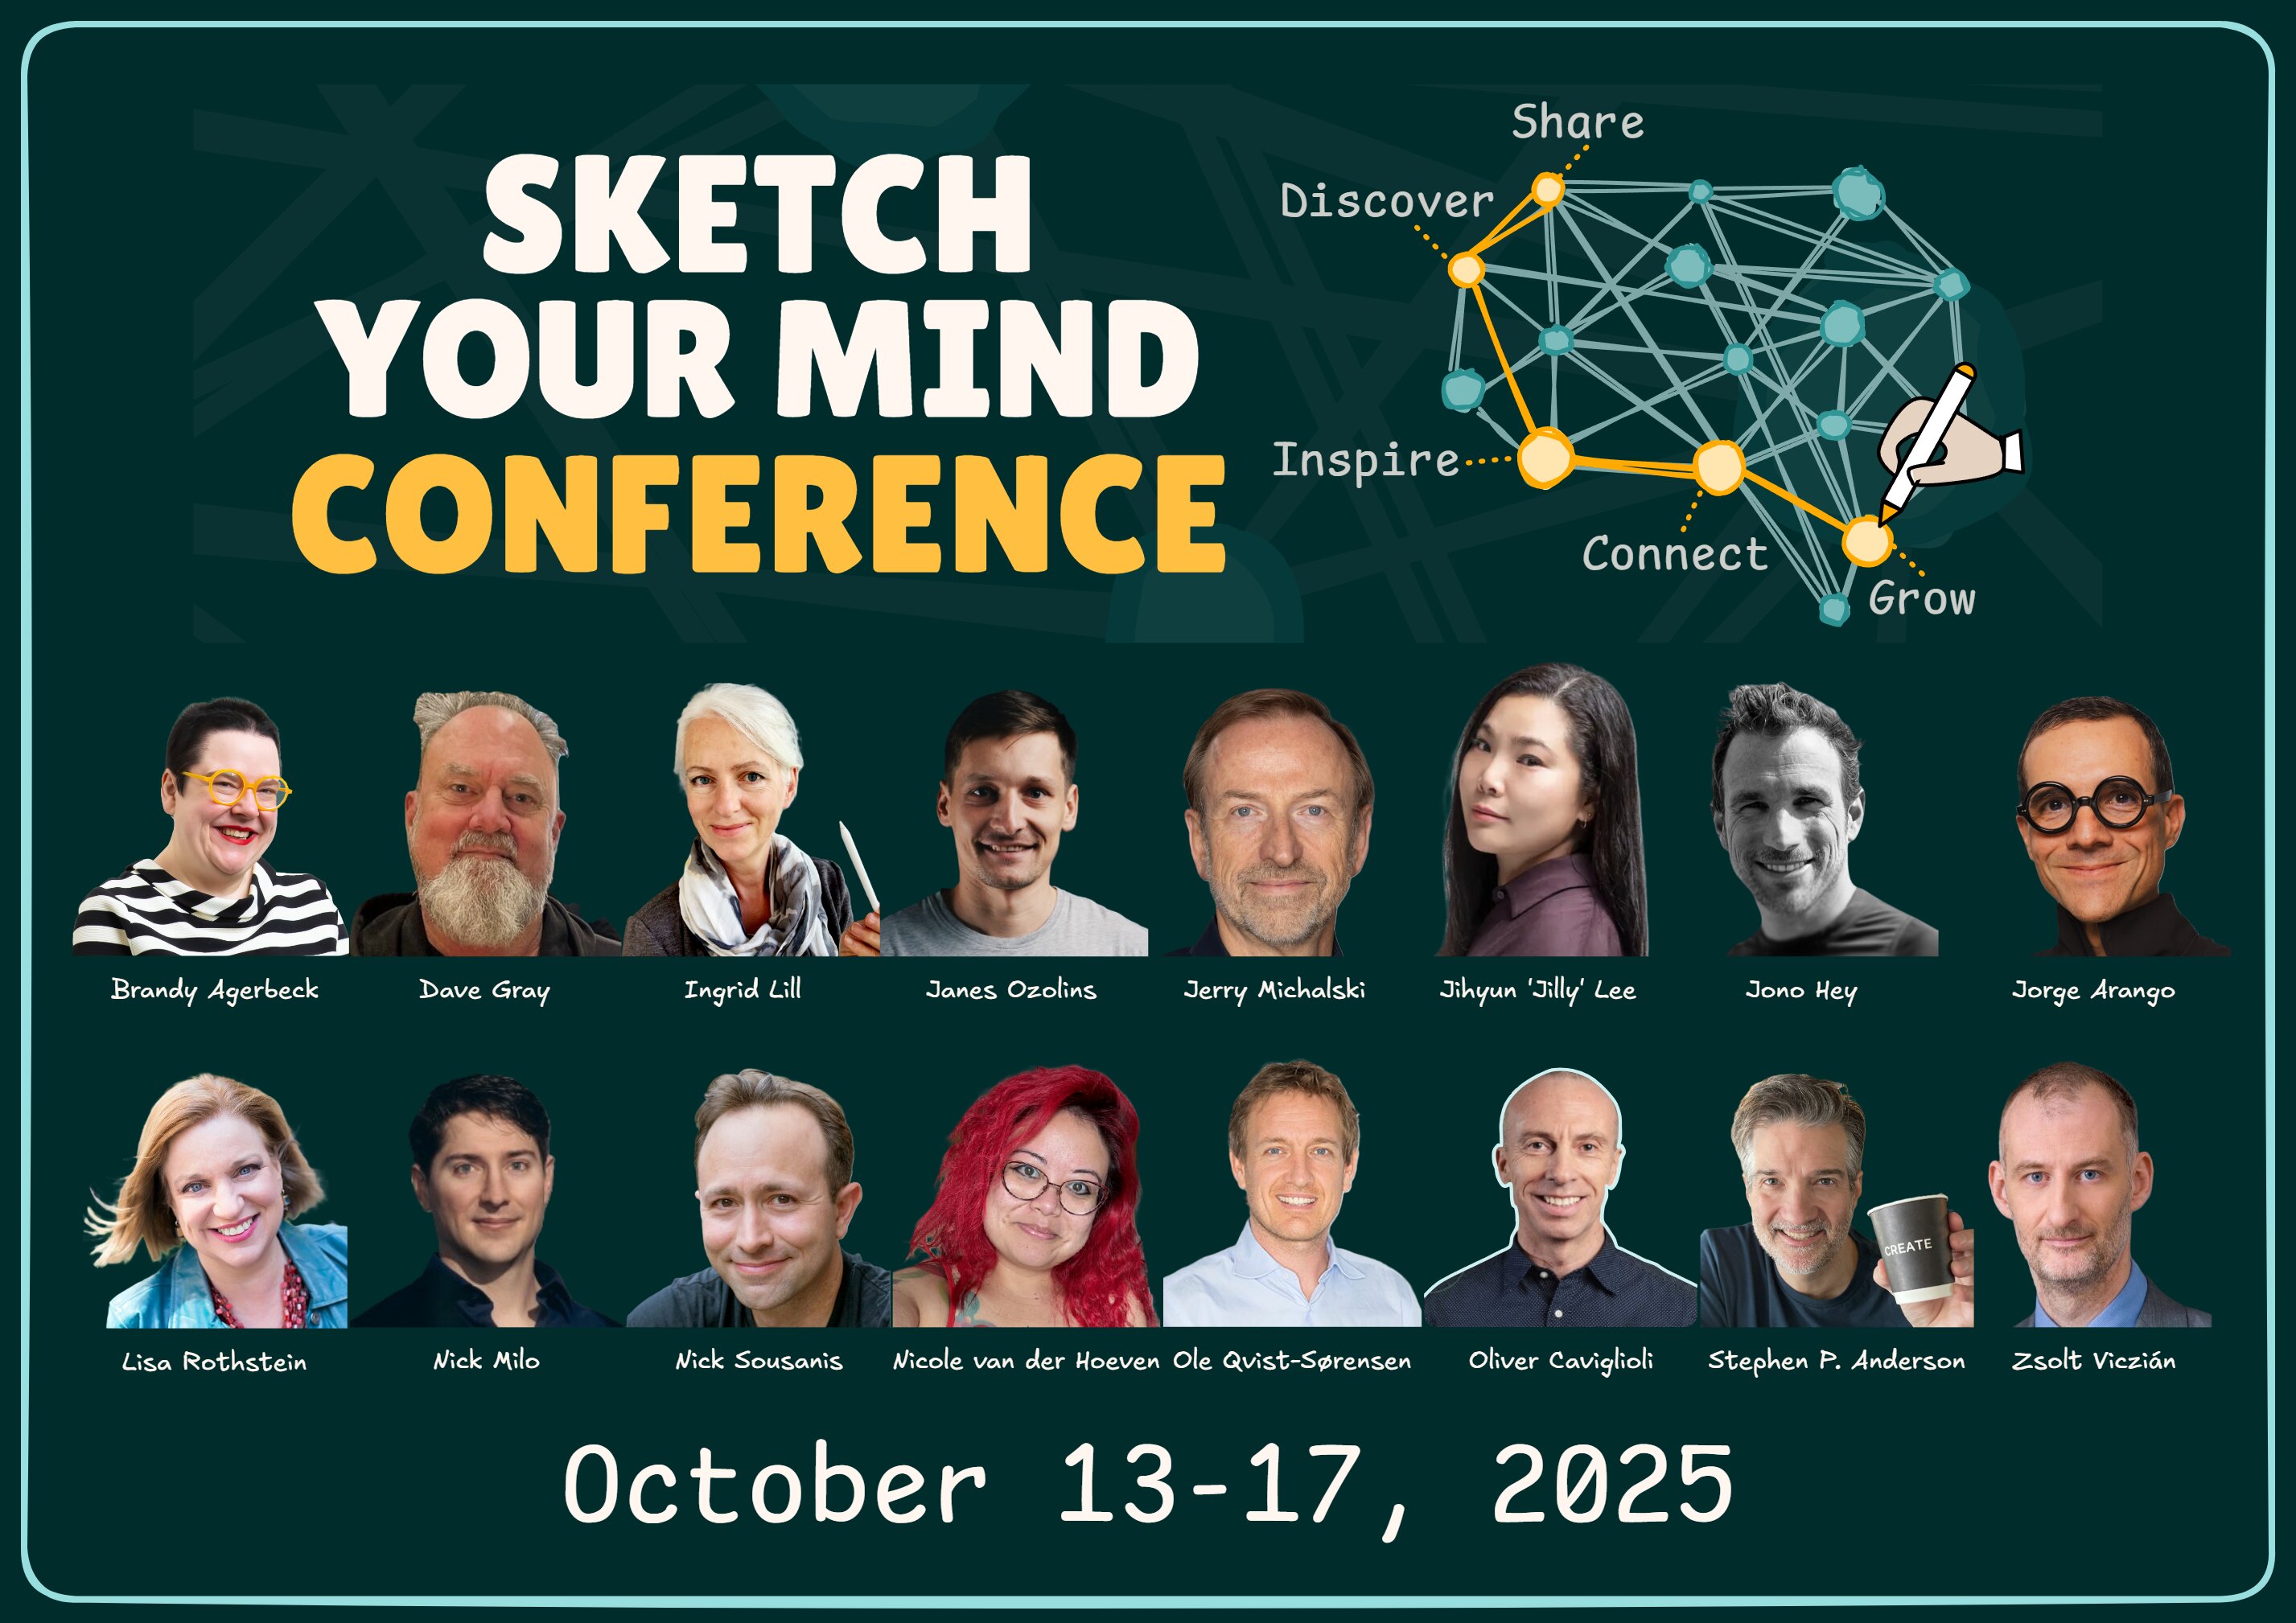 SKETCH
YOUR MIND
CONFERENCE
Share
Discover
Inspire
Connect
Grow
Brandy Agerbeck
Dave Gray
Ingrid Lill
Janes Ozolins
Jerry Michalski
Jihyun 'Jilly' Lee
Jono Hey
Jorge Arango
CREATE
Lisa Rothstein
Nick Milo
Nick Sousanis
Nicole van der Hoeven
Ole Qvist-Sørensen
Oliver Caviglioli
Stephen P. Anderson
Zsolt Viczián
October 13-17, 2025